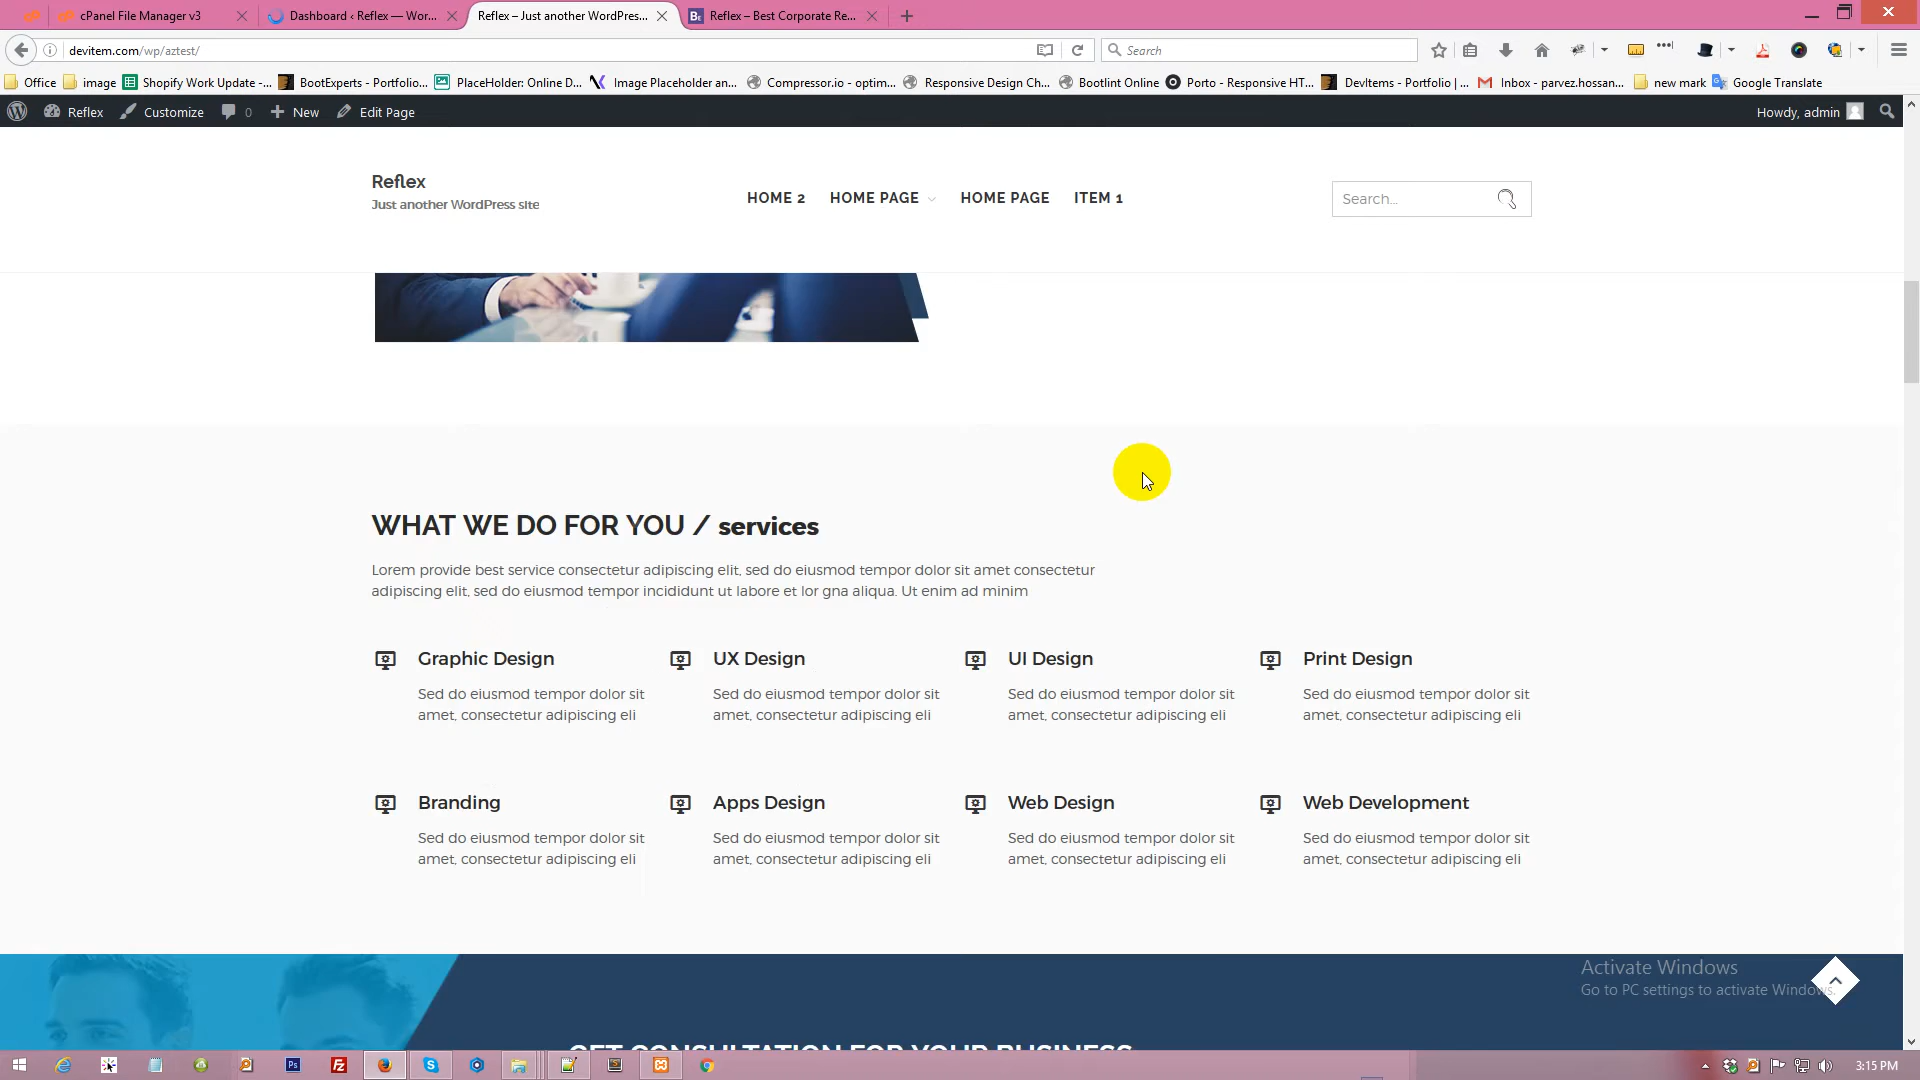 cPanel File Manager v3
Dashboard ‹ Reflex — Wor...
Reflex – Just another WordPress...
Reflex – Best Corporate Re...
devitem.com/wp/aztest/
Search
Office
image
Shopify Work Update -...
BootExperts - Portfolio...
PlaceHolder: Online D...
Image Placeholder an...
Compressor.io - optim...
Responsive Design Ch...
Bootlint Online
Porto - Responsive HT...
DevItems - Portfolio | ...
Inbox - parvez.hossan...
new mark
Google Translate
Reflex
Customize
0
New
Edit Page
Howdy, admin
Reflex
Just another WordPress site
HOME 2
HOME PAGE
HOME PAGE
ITEM 1
Search...
WHAT WE DO FOR YOU / services
Lorem provide best service consectetur adipiscing elit, sed do eiusmod tempor dolor sit amet consectetur
adipiscing elit, sed do eiusmod tempor incididunt ut labore et lor gna aliqua. Ut enim ad minim
Graphic Design
Sed do eiusmod tempor dolor sit
amet, consectetur adipiscing eli
UX Design
Sed do eiusmod tempor dolor sit
amet, consectetur adipiscing eli
UI Design
Sed do eiusmod tempor dolor sit
amet, consectetur adipiscing eli
Print Design
Sed do eiusmod tempor dolor sit
amet, consectetur adipiscing eli
Branding
Sed do eiusmod tempor dolor sit
amet, consectetur adipiscing eli
Apps Design
Sed do eiusmod tempor dolor sit
amet, consectetur adipiscing eli
Web Design
Sed do eiusmod tempor dolor sit
amet, consectetur adipiscing eli
Web Development
Sed do eiusmod tempor dolor sit
amet, consectetur adipiscing eli
Activate Windows
Go to PC settings to activate Windows.
GET CONSULTATION FOR YOUR BUSINESS
3:15 PM